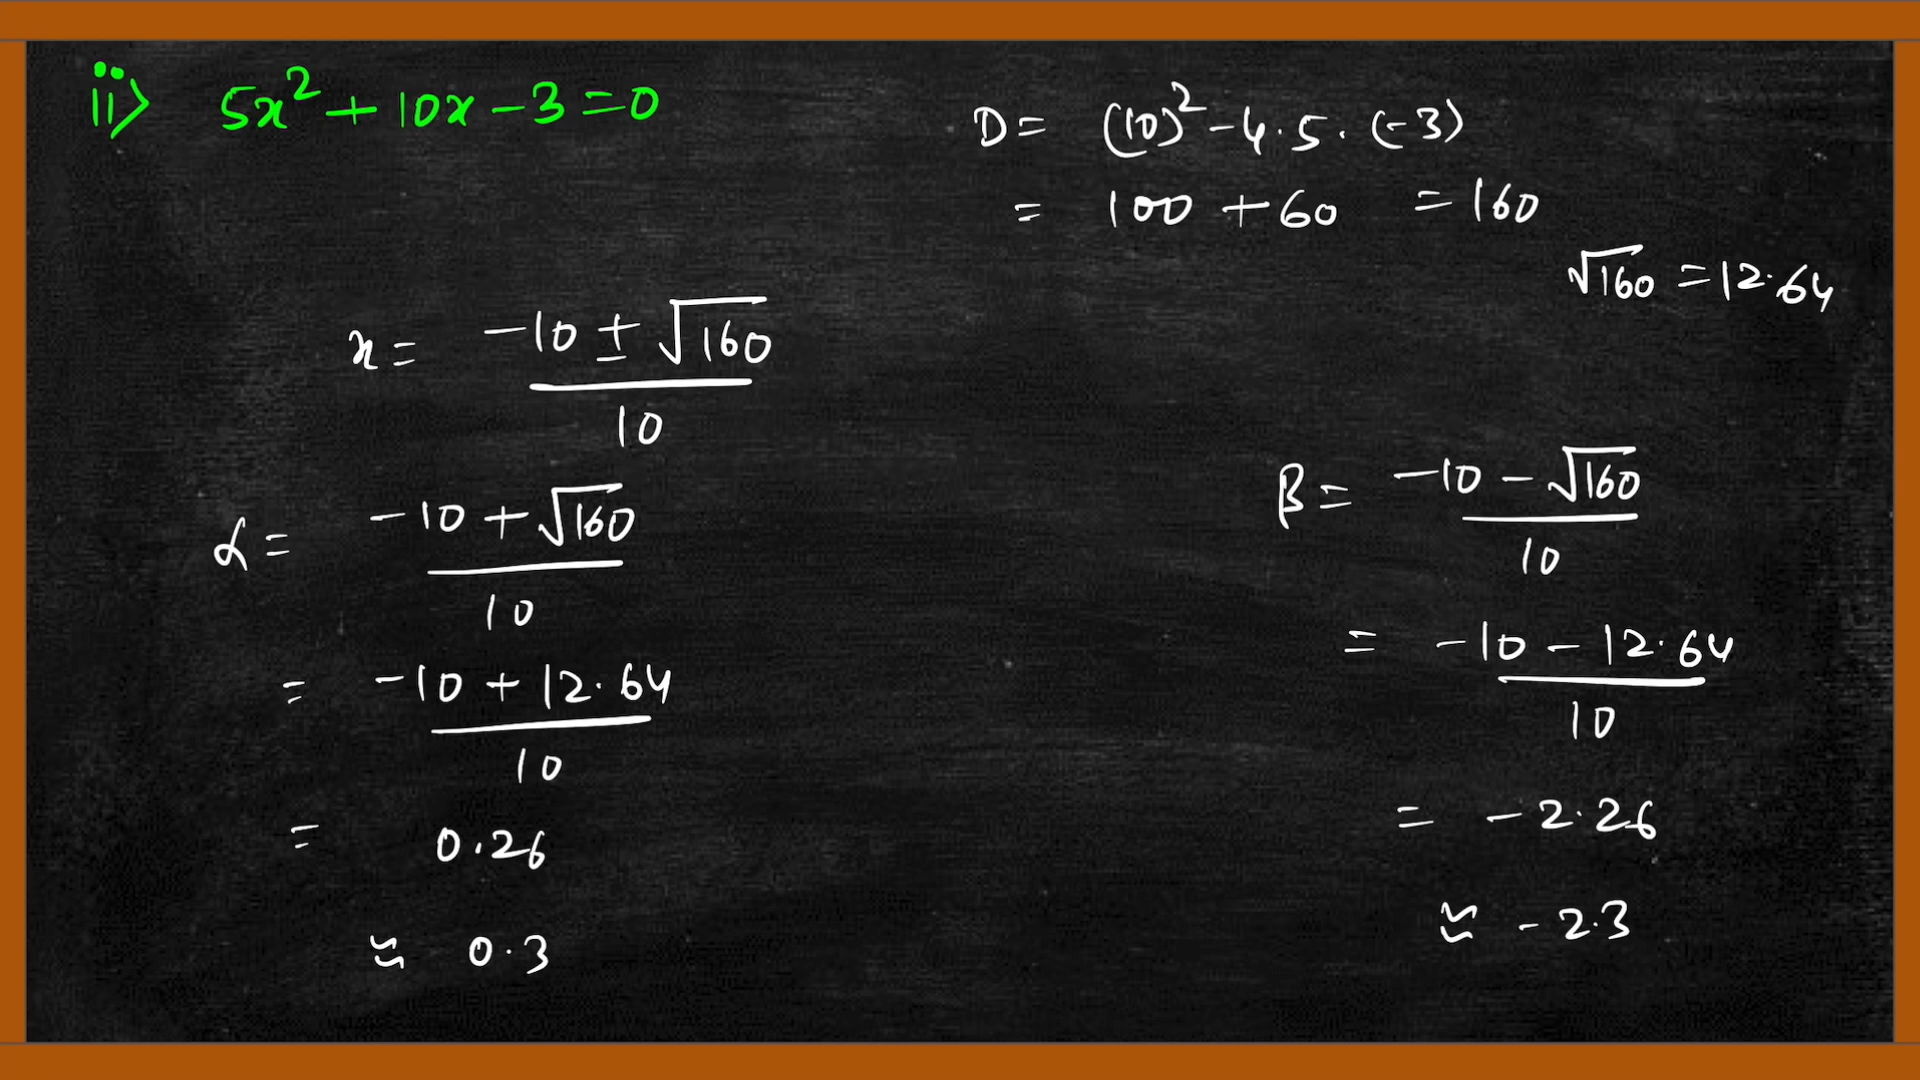 ii> 5x² + 10x - 3 = 0
D = (10)² - 4.5.(-3)
= 100 + 60 = 160
√160 = 12.64
x = (-10 ± √160) / 10
α = (-10 + √160) / 10
= (-10 + 12.64) / 10
= 0.26
≈ 0.3
β = (-10 - √160) / 10
= (-10 - 12.64) / 10
= -2.26
≈ -2.3